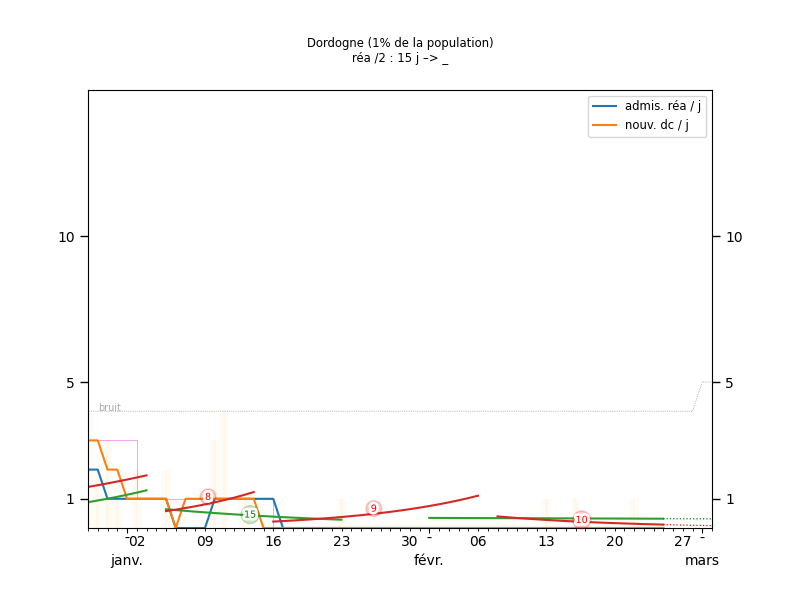 Dordogne (1% de la population)
réa /2 : 15 j –> _
admis. réa / j
nouv. dc / j
10
10
5
5
bruit
1
1
8
15
9
10
02
09
16
23
30
06
13
20
27
janv.
févr.
mars